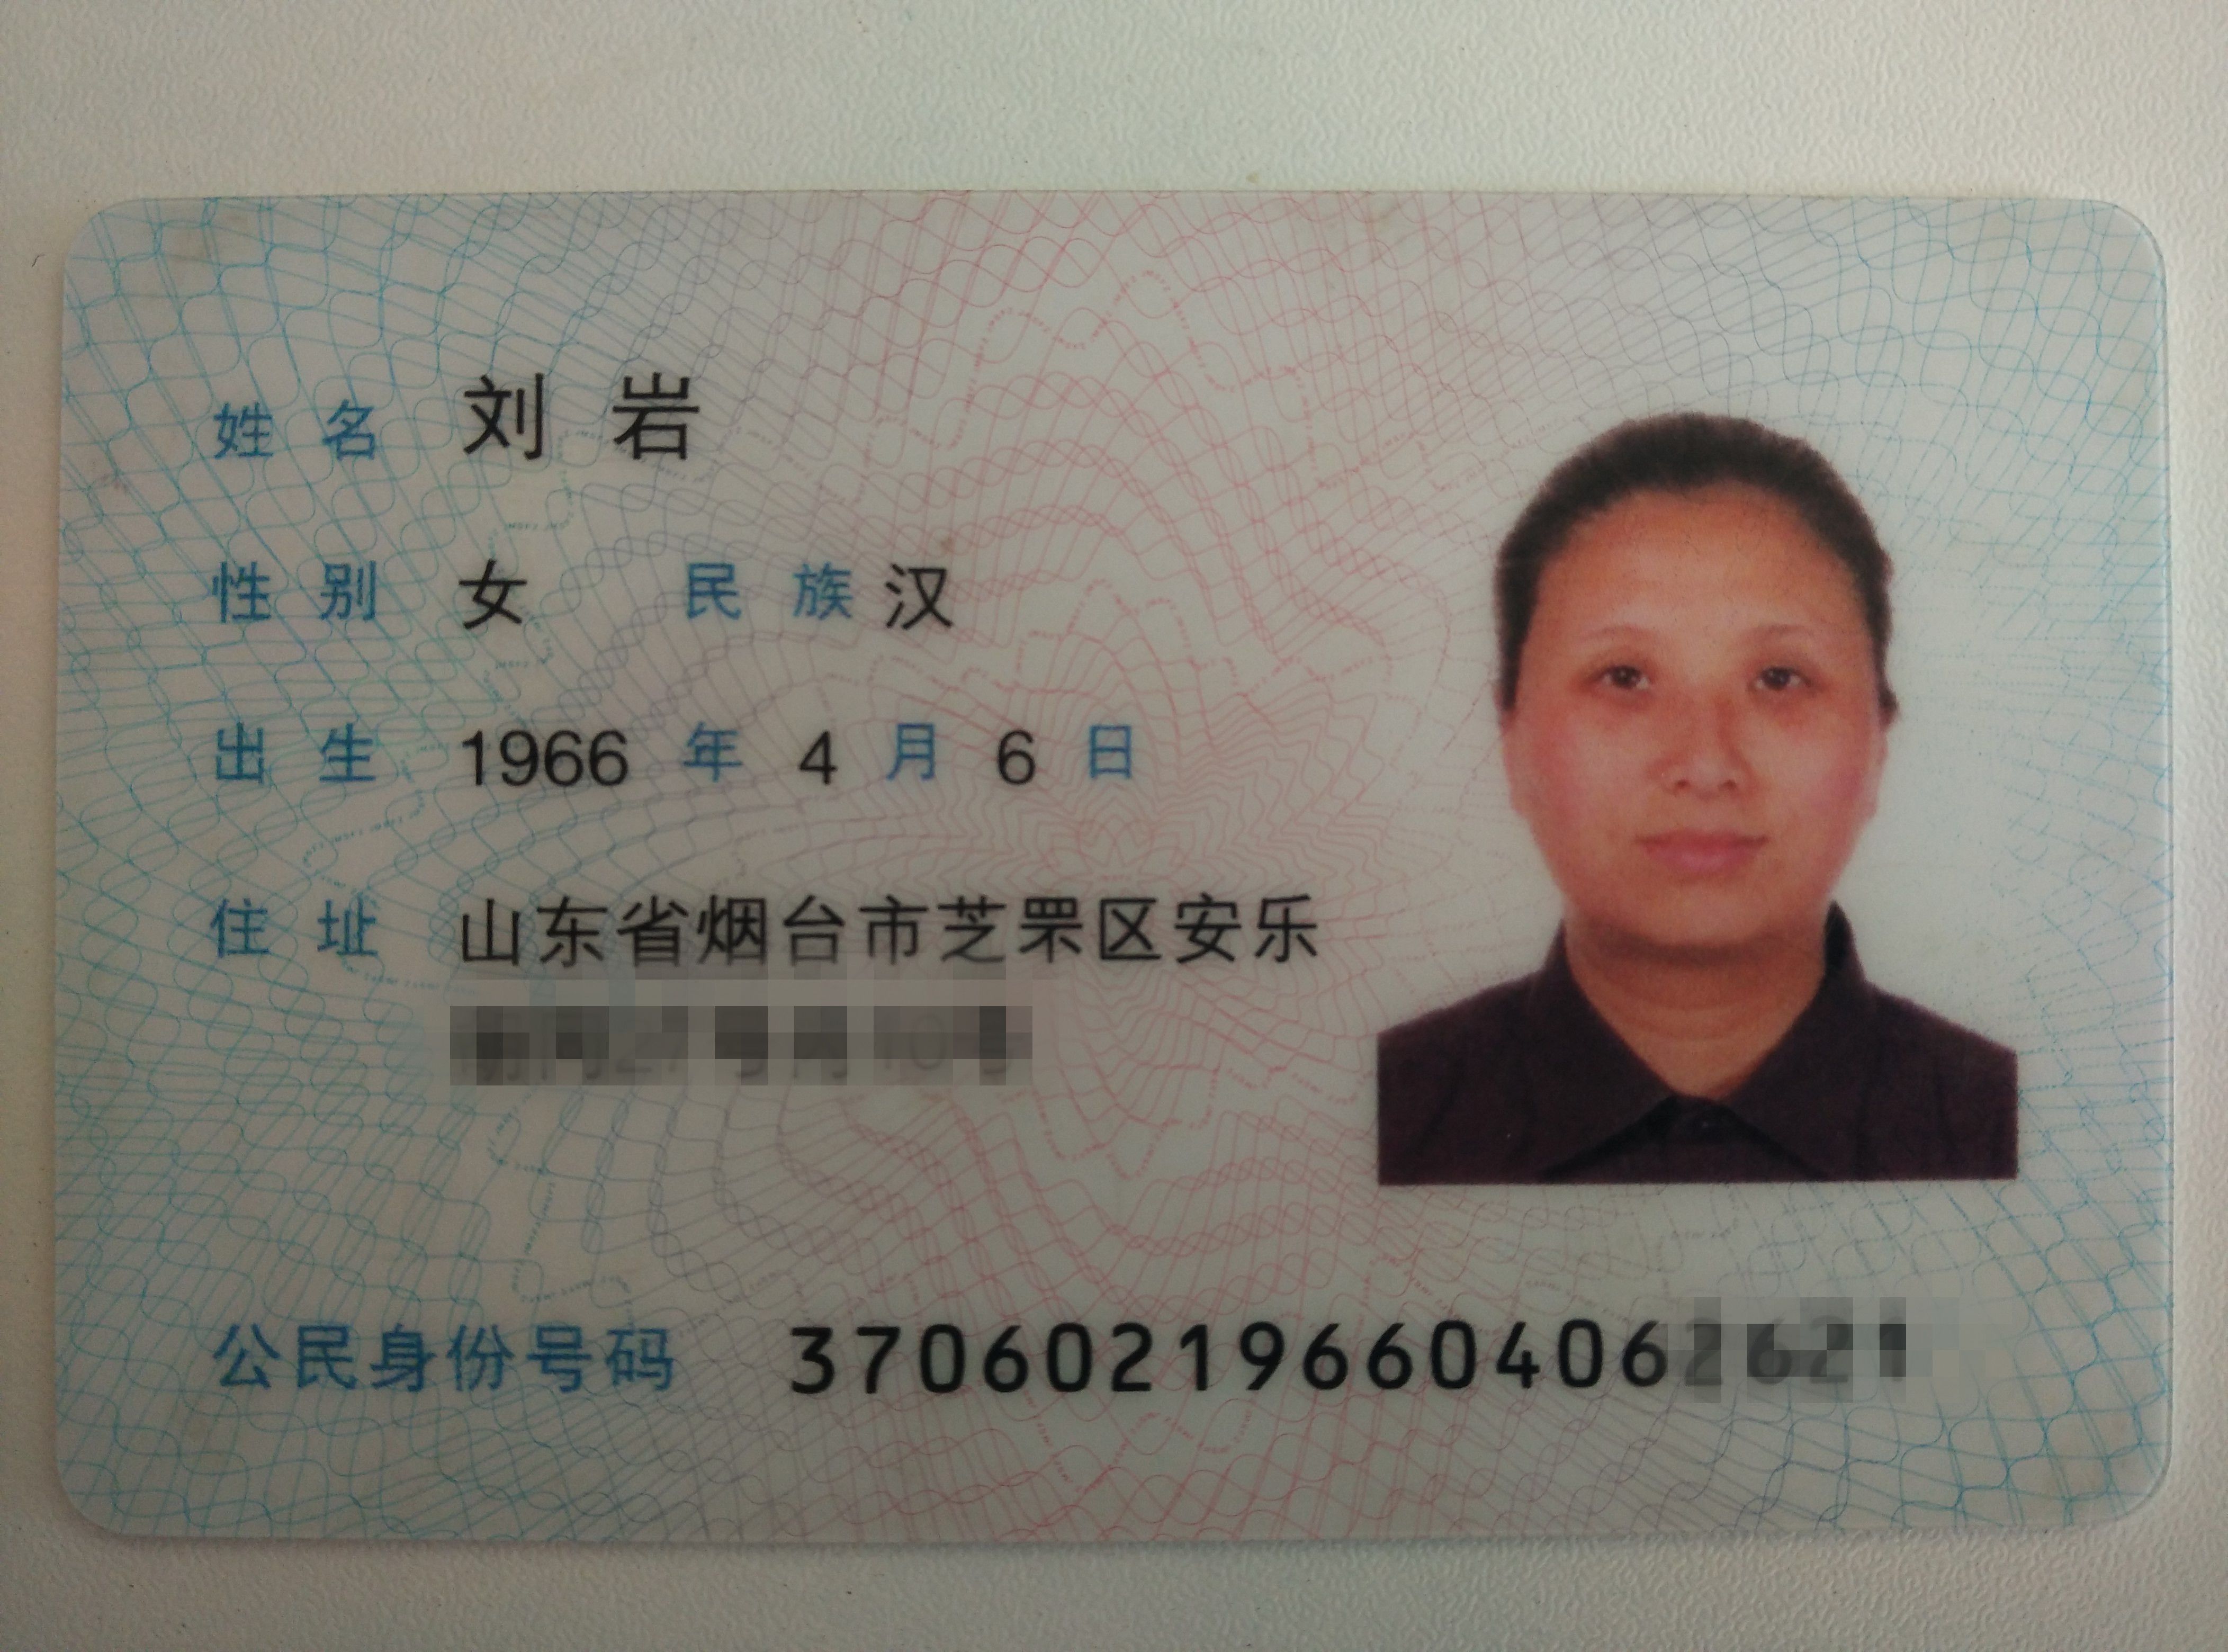 姓名 刘岩
性别 女 民族 汉
出生 1966 年 4 月 6 日
住址 山东省烟台市芝罘区安乐
公民身份号码 37060219660406